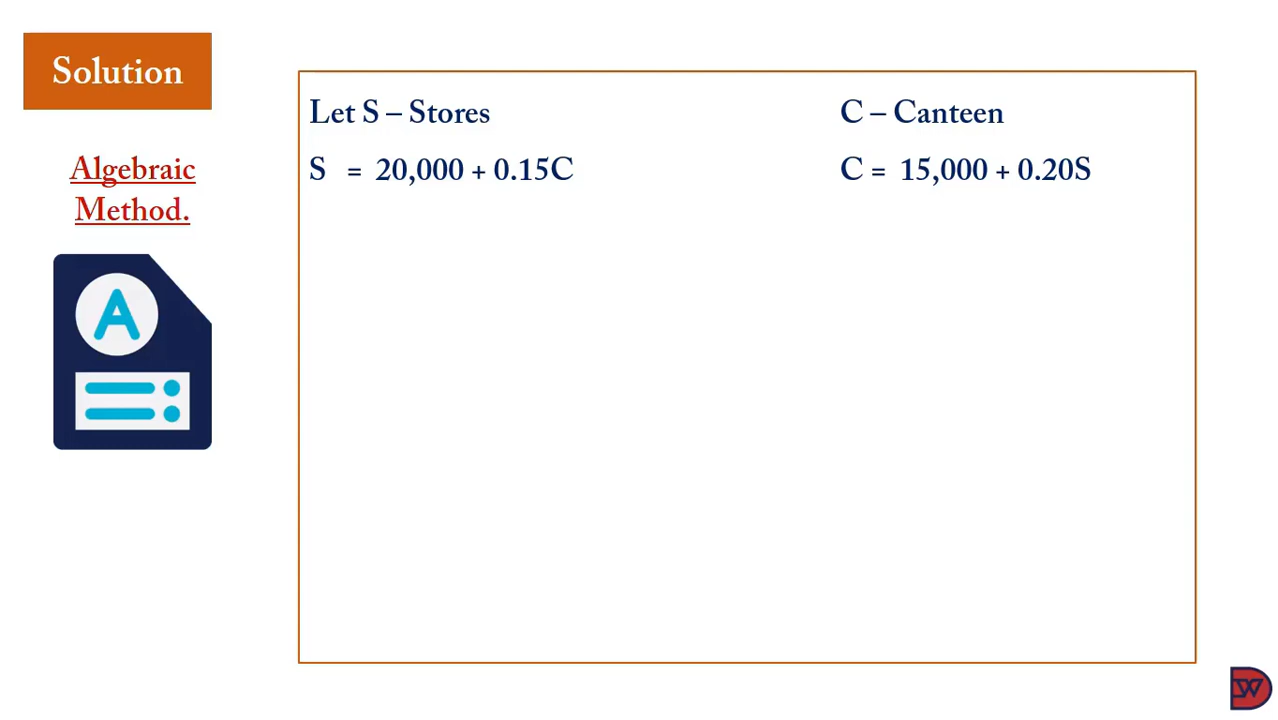 Solution
Algebraic
Method.
Let S – Stores
C – Canteen
S = 20,000 + 0.15C
C = 15,000 + 0.20S
A
W